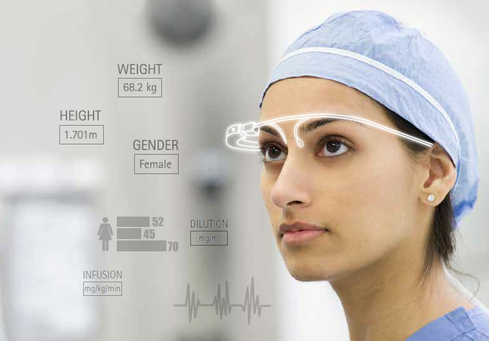 WEIGHT
68.2 kg
HEIGHT
1.701m
GENDER
Female
52
45
70
DILUTION
mg/ml
INFUSION
mg/kg/min